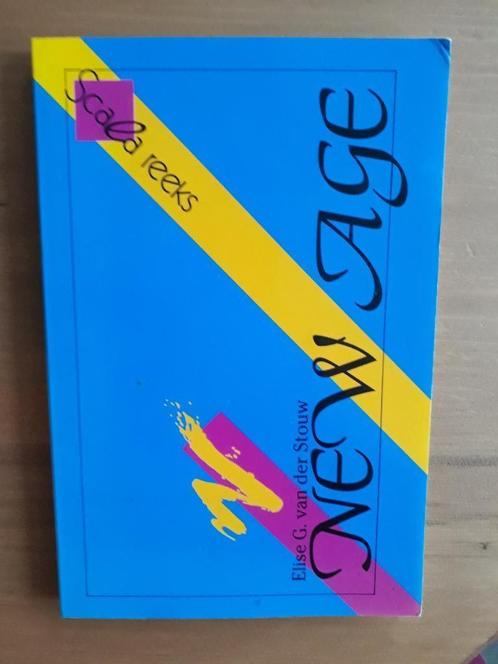 Scala reeks
Elise G. van der Stouw
NEW AGE